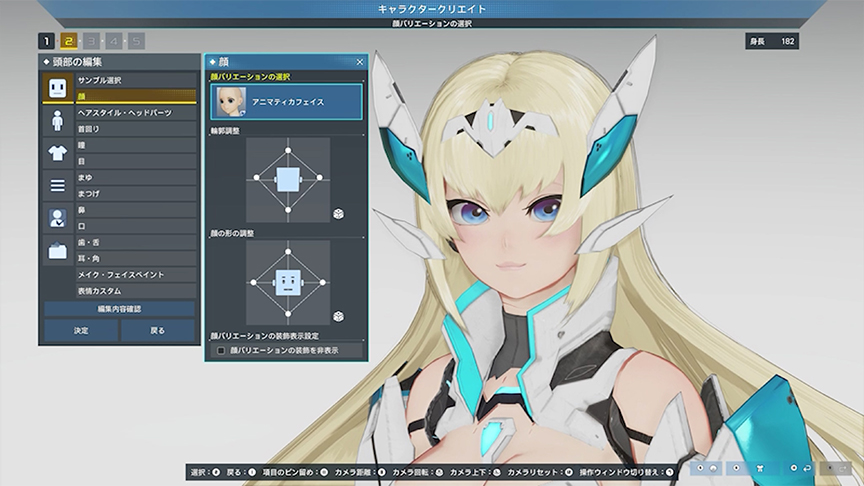 キャラクタークリエイト
顔バリエーションの選択
1 2 3 4 5
身長 182
頭部の編集
サンプル選択
顔
ヘアスタイル・ヘッドパーツ
首回り
瞳
目
まゆ
まつげ
鼻
口
歯・舌
耳・角
メイク・フェイスペイント
表情カスタム
編集内容確認
決定
戻る
顔
顔バリエーションの選択
アニマティカフェイス
輪郭調整
顔の形の調整
顔バリエーションの装飾表示設定
顔バリエーションの装飾を非表示
選択: 戻る: 項目のピン留め: カメラ距離: カメラ回転: カメラ上下: カメラリセット: 操作ウィンドウ切り替え: